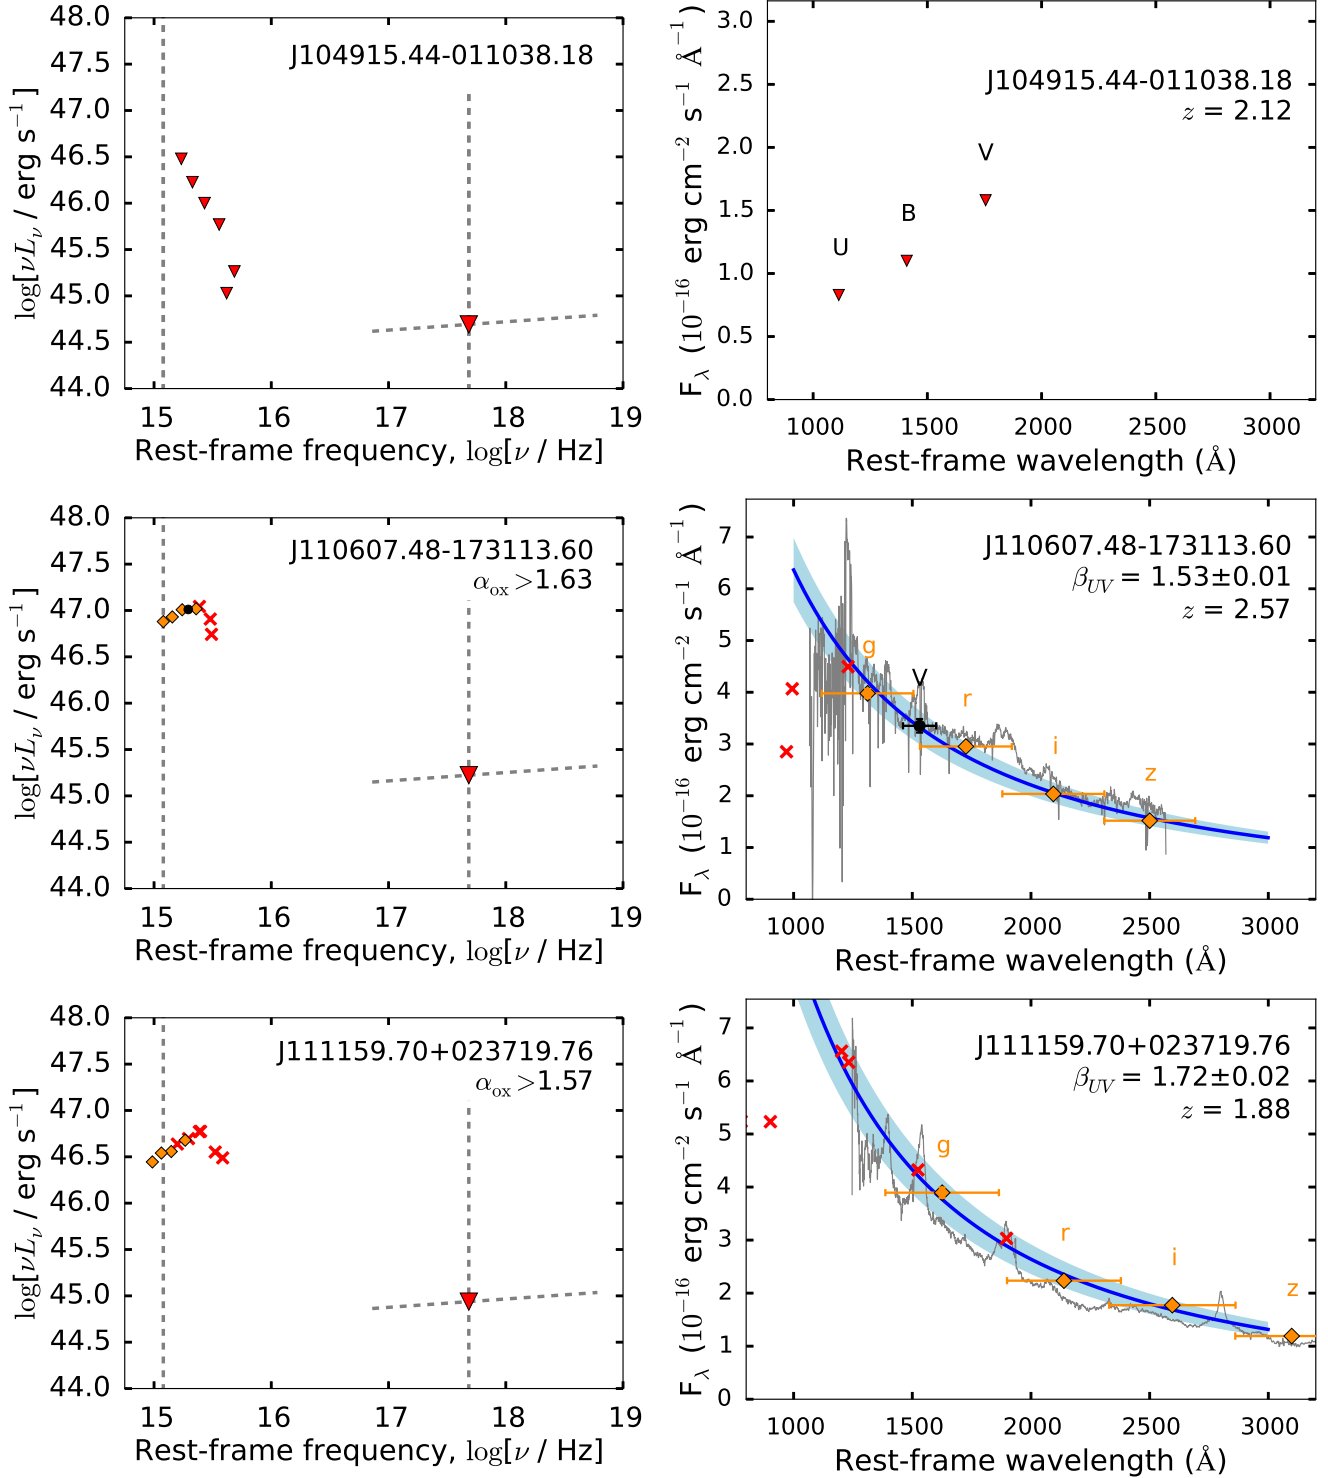 48.0
47.5
47.0
46.5
46.0
45.5
45.0
44.5
44.0
log[νL_ν / erg s⁻¹]
J104915.44-011038.18
15 16 17 18 19
Rest-frame frequency, log[ν / Hz]
3.0
2.5
2.0
1.5
1.0
0.5
0.0
F_λ (10⁻¹⁶ erg cm⁻² s⁻¹ Å⁻¹)
J104915.44-011038.18
z = 2.12
V
B
U
1000 1500 2000 2500 3000
Rest-frame wavelength (Å)
48.0
47.5
47.0
46.5
46.0
45.5
45.0
44.5
44.0
log[νL_ν / erg s⁻¹]
J110607.48-173113.60
α_ox >1.63
15 16 17 18 19
Rest-frame frequency, log[ν / Hz]
7
6
5
4
3
2
1
0
F_λ (10⁻¹⁶ erg cm⁻² s⁻¹ Å⁻¹)
J110607.48-173113.60
β_UV = 1.53±0.01
z = 2.57
g
V
r
i
z
1000 1500 2000 2500 3000
Rest-frame wavelength (Å)
48.0
47.5
47.0
46.5
46.0
45.5
45.0
44.5
44.0
log[νL_ν / erg s⁻¹]
J111159.70+023719.76
α_ox >1.57
15 16 17 18 19
Rest-frame frequency, log[ν / Hz]
7
6
5
4
3
2
1
0
F_λ (10⁻¹⁶ erg cm⁻² s⁻¹ Å⁻¹)
J111159.70+023719.76
β_UV = 1.72±0.02
z = 1.88
g
r
i
z
1000 1500 2000 2500 3000
Rest-frame wavelength (Å)